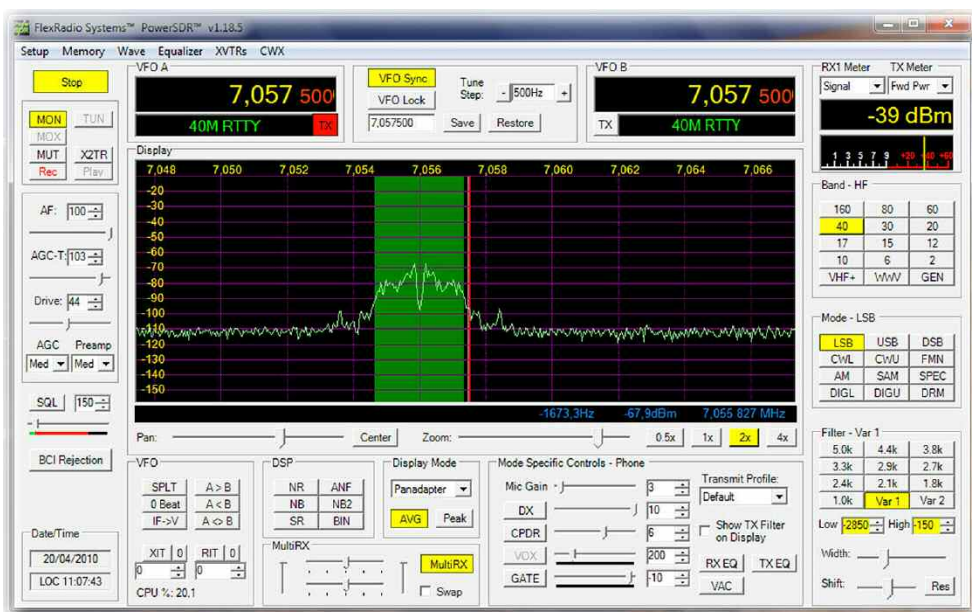 FlexRadio Systems™ PowerSDR™ v1.18.5
Setup Memory Wave Equalizer XVTRs CWX
Stop
MON TUN
MOX
MUT X2TR
Rec Play
AF: 100
AGC-T: 103
Drive: 44
AGC Preamp
Med Med
SQL 150
BCI Rejection
Date/Time
20/04/2010
LOC 11:07:43
VFO A
7,057 500
40M RTTY TX
VFO Sync
VFO Lock
Tune Step: - 500Hz +
7,057500 Save Restore
VFO B
7,057 500
TX 40M RTTY
RX1 Meter TX Meter
Signal Fwd Pwr
-39 dBm
1 3 5 7 9 +20 +40 +60
Display
7,048 7,050 7,052 7,054 7,056 7,058 7,060 7,062 7,064 7,066
-20
-30
-40
-50
-60
-70
-80
-90
-100
-110
-120
-130
-140
-150
-1673,3Hz -67,9dBm 7,055 827 MHz
Pan: Center Zoom: 0.5x 1x 2x 4x
Band - HF
160 80 60
40 30 20
17 15 12
10 6 2
VHF+ WWV GEN
Mode - LSB
LSB USB DSB
CWL CWU FMN
AM SAM SPEC
DIGL DIGU DRM
Filter - Var 1
5.0k 4.4k 3.8k
3.3k 2.9k 2.7k
2.4k 2.1k 1.8k
1.0k Var 1 Var 2
Low -2850 High -150
Width:
Shift: Res
VFO
SPLT A > B
0 Beat A < B
IF->V A <> B
XIT 0 RIT 0
0 0
CPU %: 20,1
DSP
NR ANF
NB NB2
SR BIN
Display Mode
Panadapter
AVG Peak
MultiRX
MultiRX
Swap
Mode Specific Controls - Phone
Mic Gain 3
DX 10
CPDR 6
VOX 200
GATE -10
Transmit Profile:
Default
Show TX Filter
on Display
RX EQ TX EQ
VAC